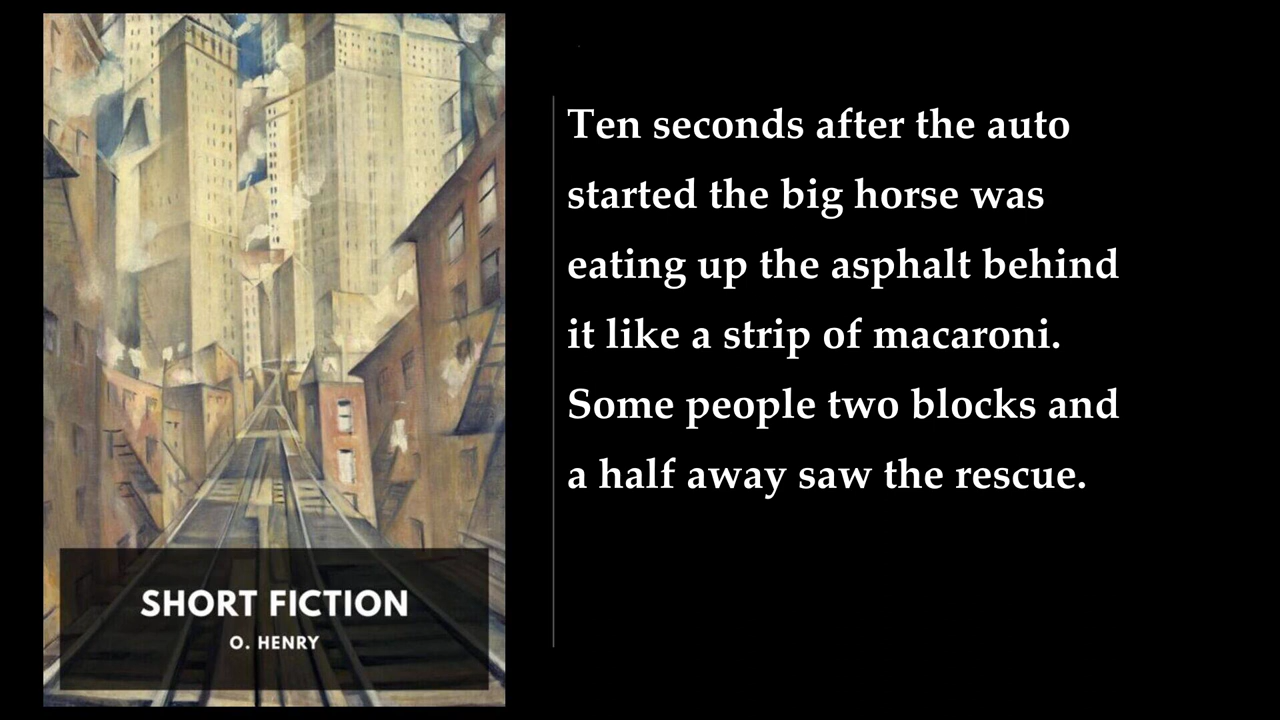 Ten seconds after the auto
started the big horse was
eating up the asphalt behind
it like a strip of macaroni.
Some people two blocks and
a half away saw the rescue.
SHORT FICTION
O. HENRY